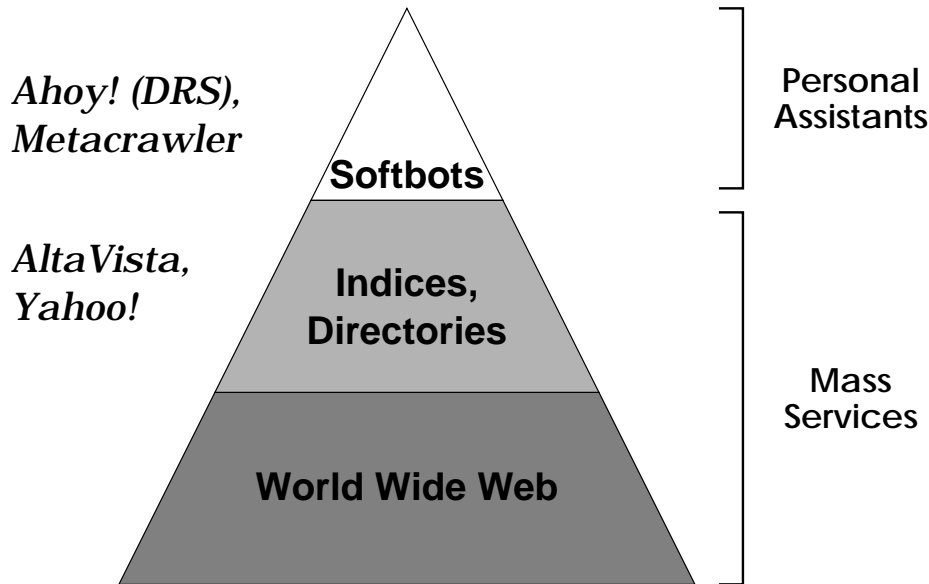 Ahoy! (DRS),
Metacrawler
Softbots
Personal
Assistants
AltaVista,
Yahoo!
Indices,
Directories
Mass
Services
World Wide Web